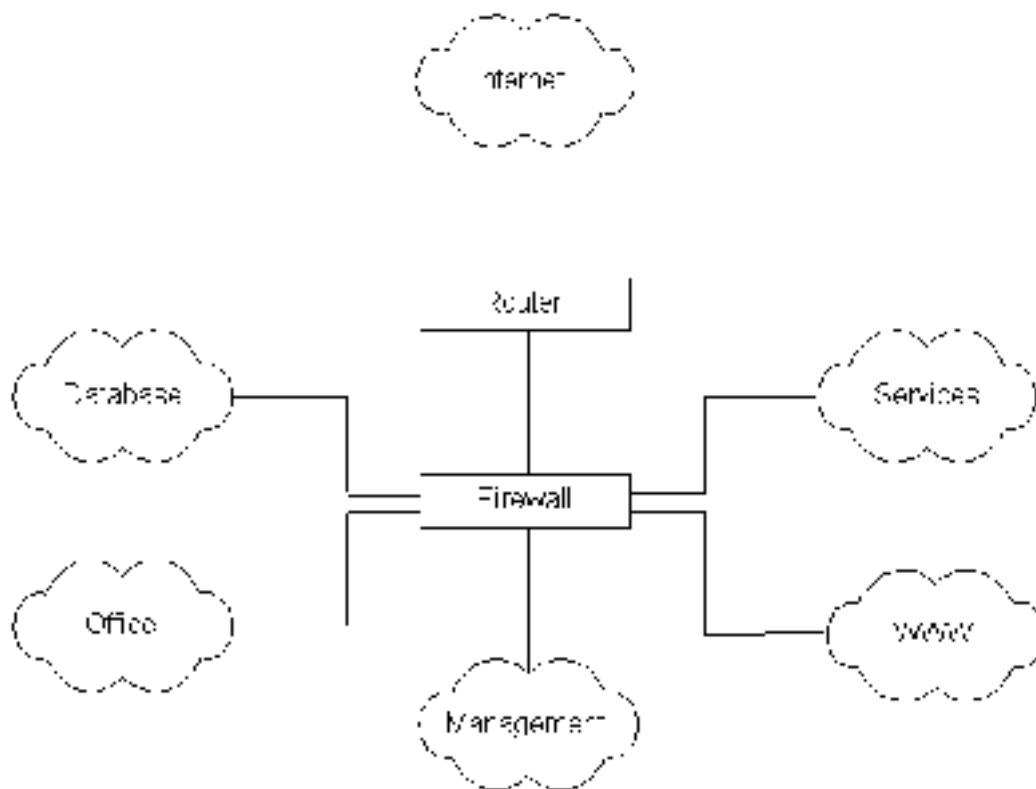 Internet
Router
Database
Services
Firewall
Office
WWW
Management